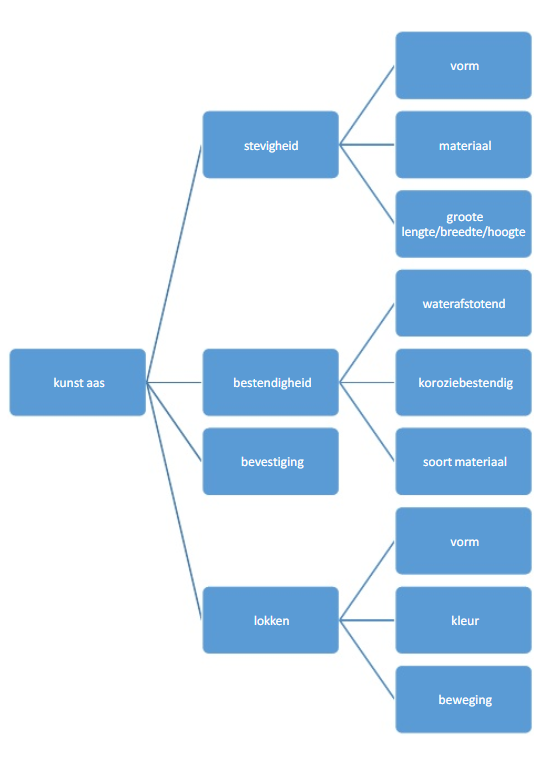 kunst aas
stevigheid
vorm
materiaal
groote
lengte/breedte/hoogte
bestendigheid
waterafstotend
koroziebestendig
soort materiaal
bevestiging
lokken
vorm
kleur
beweging